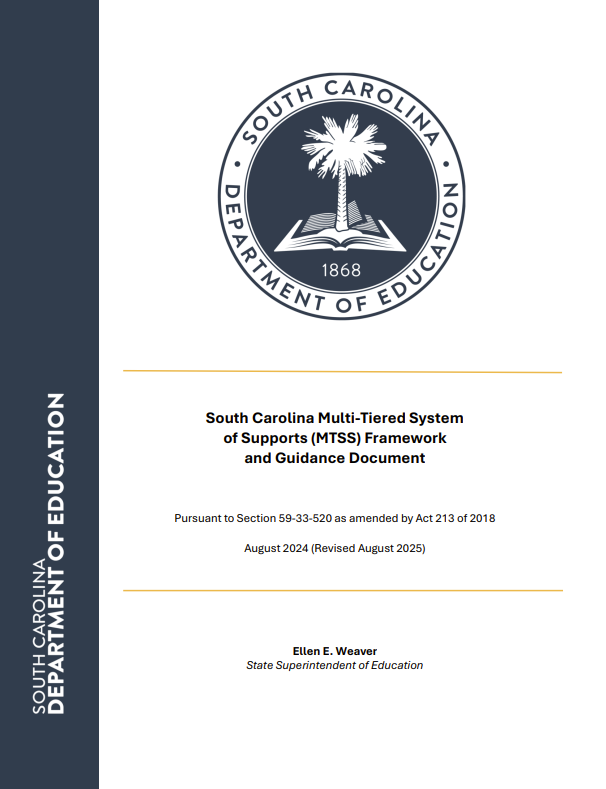 SOUTH CAROLINA
DEPARTMENT OF EDUCATION
1868
South Carolina Multi-Tiered System
of Supports (MTSS) Framework
and Guidance Document
Pursuant to Section 59-33-520 as amended by Act 213 of 2018
August 2024 (Revised August 2025)
Ellen E. Weaver
State Superintendent of Education
SOUTH CAROLINA
DEPARTMENT OF EDUCATION